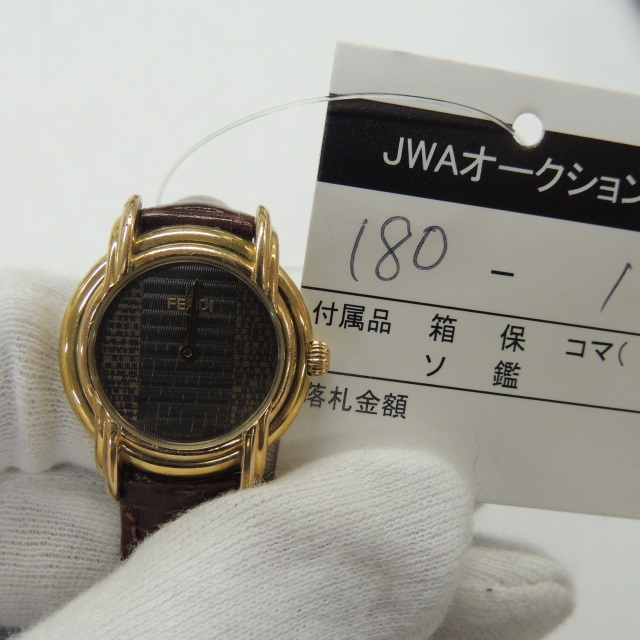 FENDI
JWAオークション
180 - 1
付属品 箱 保 コマ(
ソ 鑑
落札金額